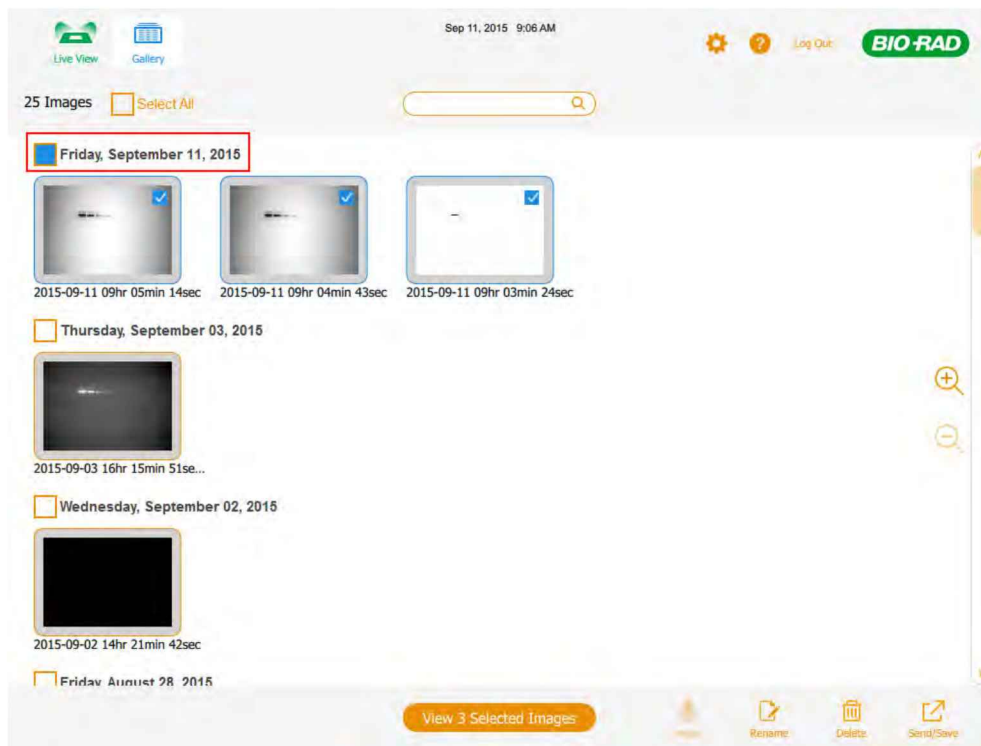 Sep 11, 2015 9:06 AM
Live View
Gallery
Log Out
BIO-RAD
25 Images
Select All
Friday, September 11, 2015
2015-09-11 09hr 05min 14sec
2015-09-11 09hr 04min 43sec
2015-09-11 09hr 03min 24sec
Thursday, September 03, 2015
2015-09-03 16hr 15min 51se...
Wednesday, September 02, 2015
2015-09-02 14hr 21min 42sec
Friday, August 28, 2015
View 3 Selected Images
Rename
Delete
Send/Save